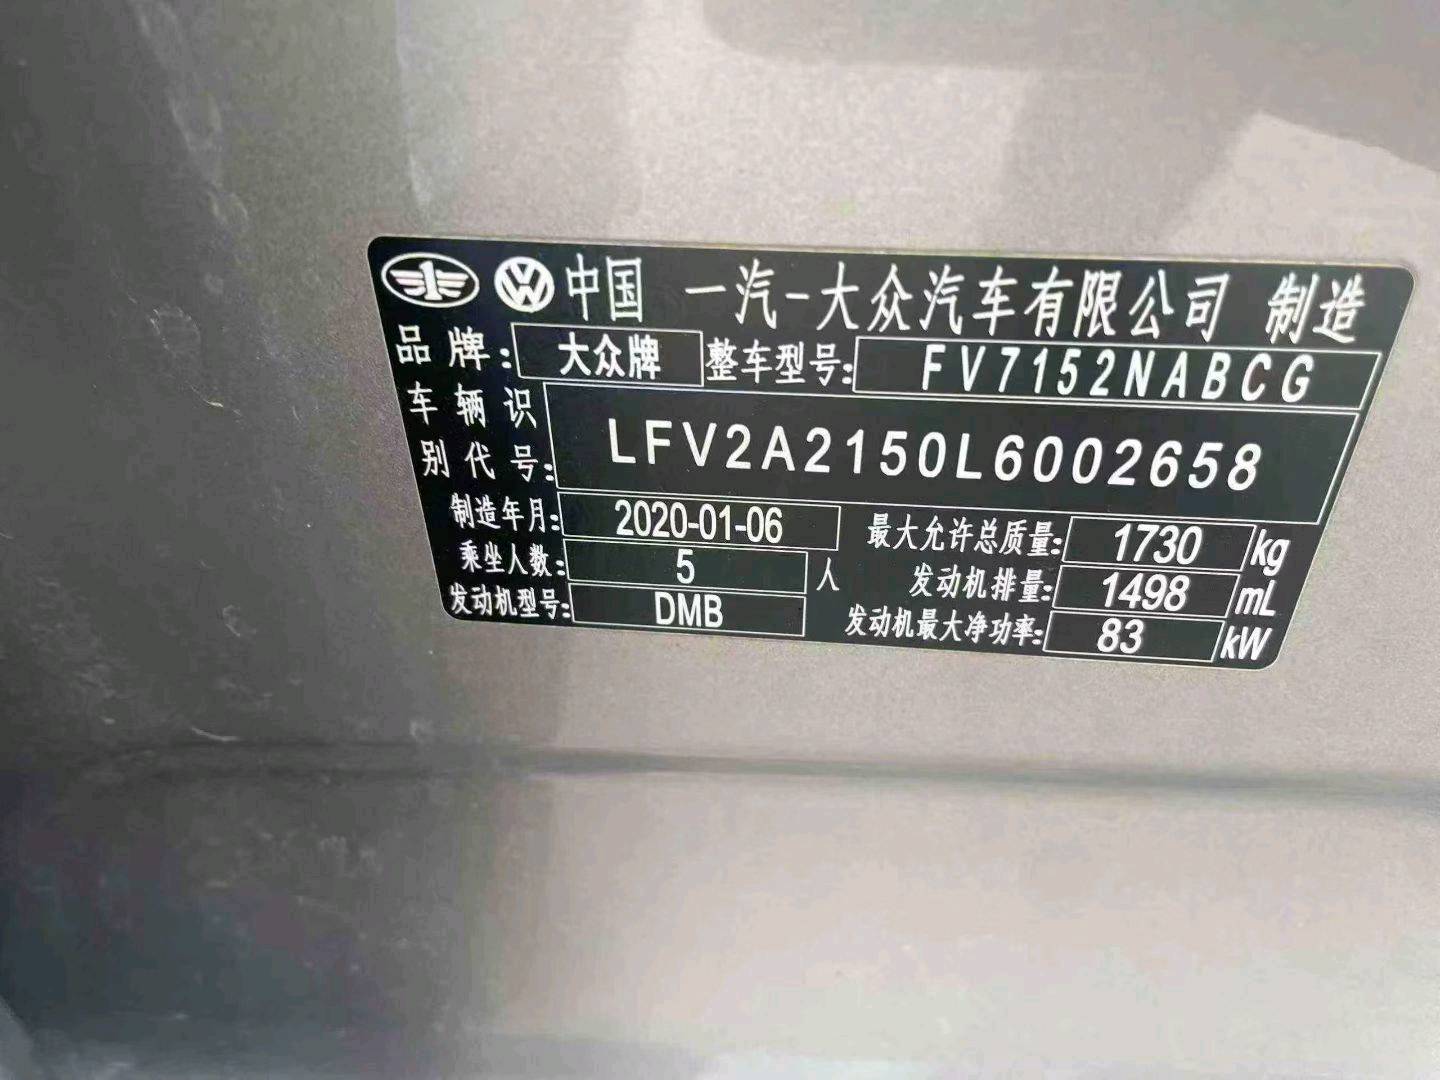 中国 一汽-大众汽车有限公司 制造
品牌: 大众牌 整车型号: FV7152NABCG
车辆识别代号: LFV2A2150L6002658
制造年月: 2020-01-06 最大允许总质量: 1730 kg
乘坐人数: 5 人 发动机排量: 1498 mL
发动机型号: DMB 发动机最大净功率: 83 kW